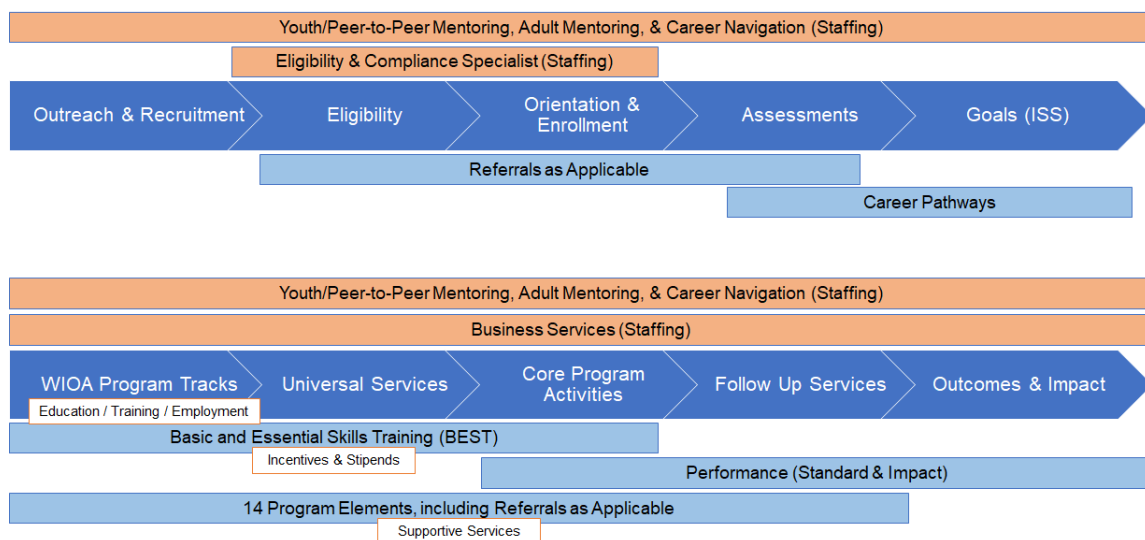 Youth/Peer-to-Peer Mentoring, Adult Mentoring, & Career Navigation (Staffing)
Eligibility & Compliance Specialist (Staffing)
Outreach & Recruitment
Eligibility
Orientation &
Enrollment
Assessments
Goals (ISS)
Referrals as Applicable
Career Pathways
Youth/Peer-to-Peer Mentoring, Adult Mentoring, & Career Navigation (Staffing)
Business Services (Staffing)
WIOA Program Tracks
Universal Services
Core Program
Activities
Follow Up Services
Outcomes & Impact
Education / Training / Employment
Basic and Essential Skills Training (BEST)
Incentives & Stipends
Performance (Standard & Impact)
14 Program Elements, including Referrals as Applicable
Supportive Services